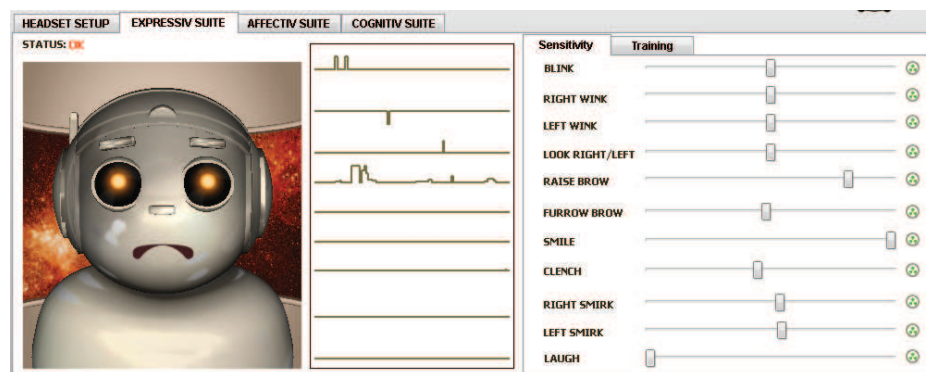 HEADSET SETUP
EXPRESSIV SUITE
AFFECTIV SUITE
COGNITIV SUITE
STATUS: OK
Sensitivity
Training
BLINK
RIGHT WINK
LEFT WINK
LOOK RIGHT/LEFT
RAISE BROW
FURROW BROW
SMILE
CLENCH
RIGHT SMIRK
LEFT SMIRK
LAUGH